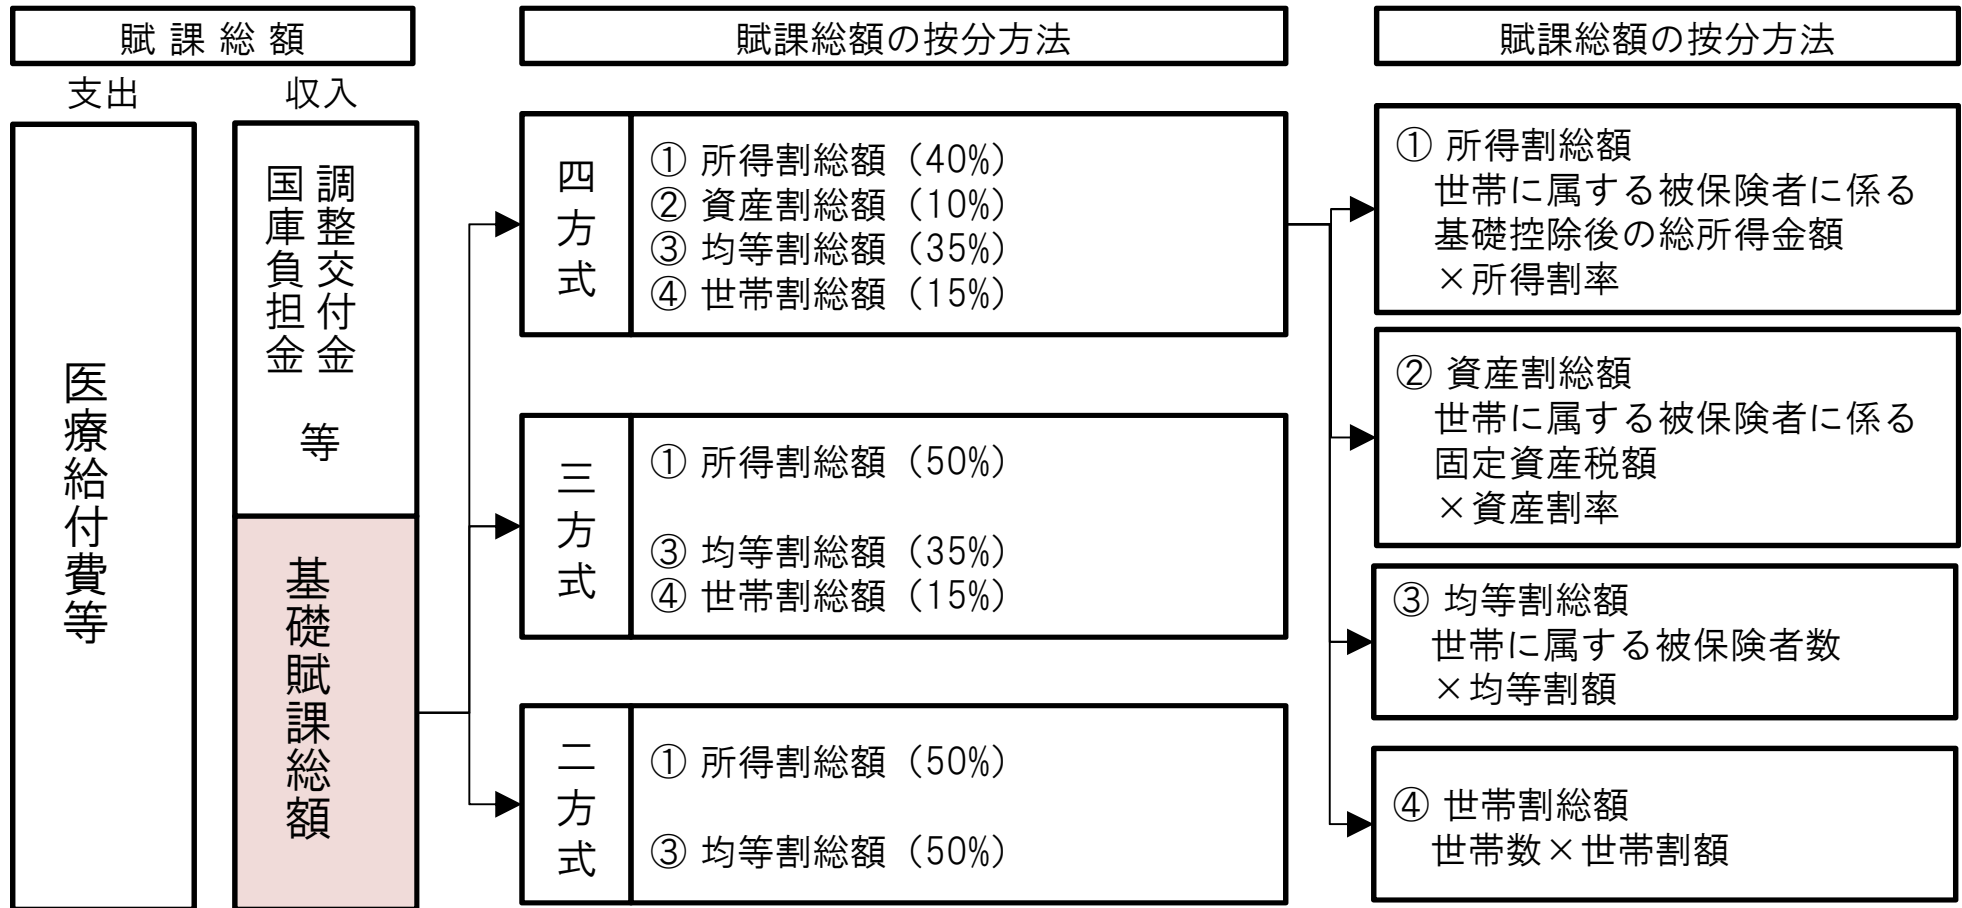 賦課総額
支出
収入
医療給付費等
調整交付金
国庫負担金
等
基礎賦課総額
賦課総額の按分方法
四方式
① 所得割総額（40%）
② 資産割総額（10%）
③ 均等割総額（35%）
④ 世帯割総額（15%）
三方式
① 所得割総額（50%）
③ 均等割総額（35%）
④ 世帯割総額（15%）
二方式
① 所得割総額（50%）
③ 均等割総額（50%）
賦課総額の按分方法
① 所得割総額
世帯に属する被保険者に係る
基礎控除後の総所得金額
×所得割率
② 資産割総額
世帯に属する被保険者に係る
固定資産税額
×資産割率
③ 均等割総額
世帯に属する被保険者数
×均等割額
④ 世帯割総額
世帯数×世帯割額